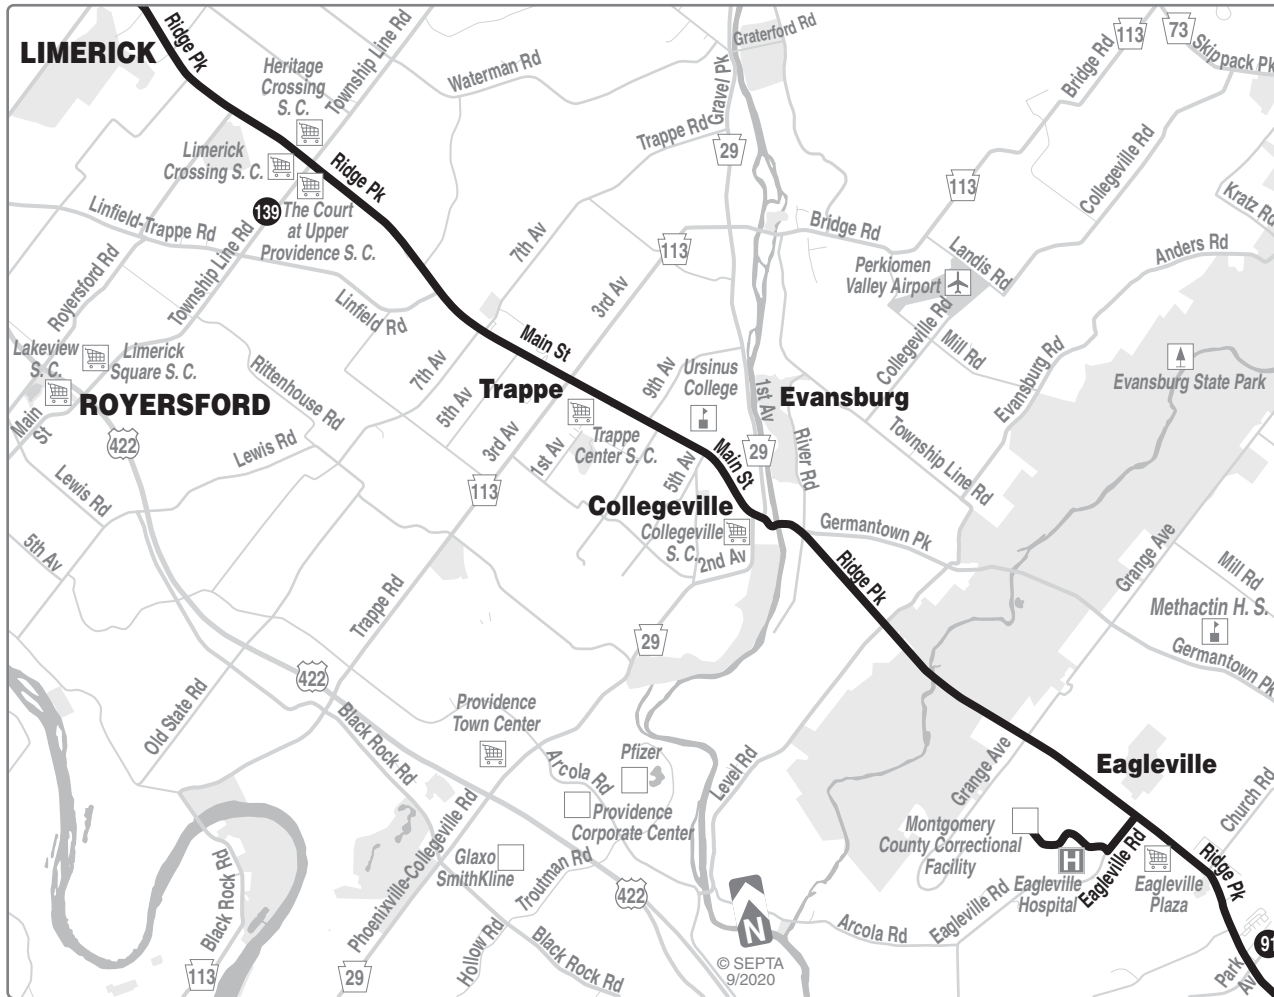 LIMERICK
Ridge Pk
Heritage
Crossing
S. C.
Township Line Rd
Waterman Rd
Graterford Rd
Gravel Pk
Trappe Rd
29
113
73
Bridge Rd
Skippack Pk
Limerick
Crossing S. C.
Ridge Pk
139
The Court
at Upper
Providence S. C.
Linfield-Trappe Rd
Royersford Rd
Township Line Rd
Linfield Rd
7th Av
3rd Av
113
Bridge Rd
113
Collegeville Rd
Kratz Rd
Landis Rd
Anders Rd
Perkiomen
Valley Airport
Collegeville Rd
Mill Rd
Evansburg Rd
Evansburg State Park
Lakeview
S. C.
Limerick
Square S. C.
Main
St
ROYERSFORD
Rittenhouse Rd
422
Lewis Rd
Lewis Rd
5th Av
7th Av
5th Av
3rd Av
Main St
Trappe
Trappe
Center S. C.
1st Av
9th Av
Ursinus
College
1st Av
Evansburg
29
River Rd
Township Line Rd
5th Av
Main St
113
Collegeville
Collegeville
S. C.
2nd Av
Germantown Pk
Ridge Pk
Grange Ave
Mill Rd
Methactin H. S.
Germantown Pk
Trappe Rd
29
422
Old State Rd
Black Rock Rd
Providence
Town Center
Arcola Rd
Pfizer
Providence
Corporate Center
Level Rd
Grange Ave
Eagleville
Church Rd
Montgomery
County Correctional
Facility
H
Eagleville
Hospital
Eagleville Rd
Eagleville
Plaza
Ridge Pk
Phoenixville-Collegeville Rd
Glaxo
SmithKline
Troutman Rd
422
Black Rock Rd
113
29
Hollow Rd
Black Rock Rd
N
© SEPTA
9/2020
Arcola Rd
Eagleville Rd
91
Park
Av